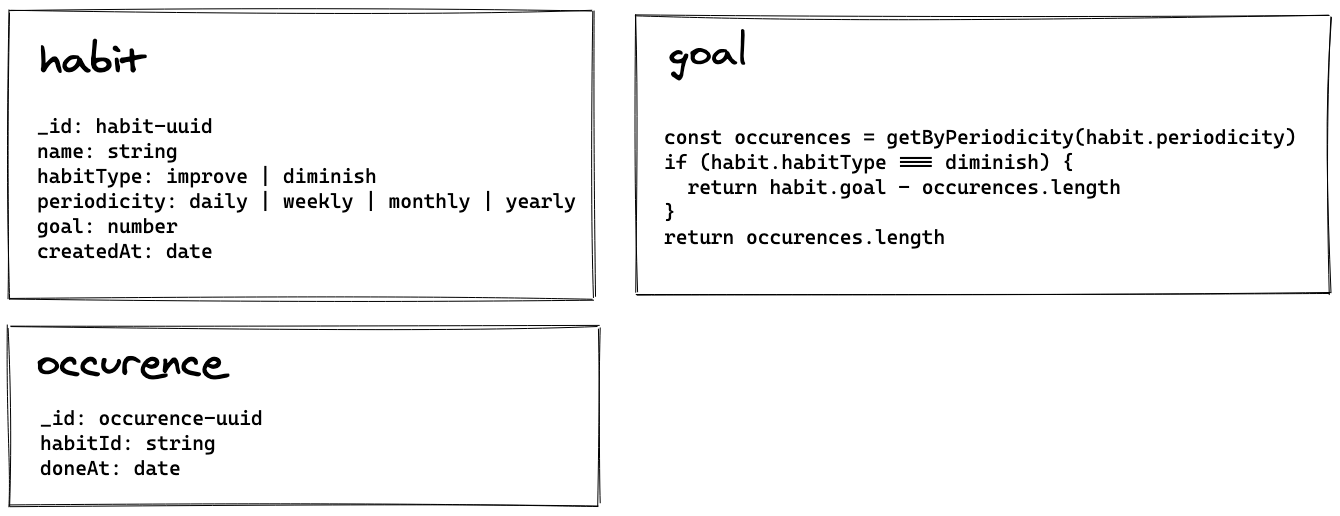 habit
_id: habit-uuid
name: string
habitType: improve | diminish
periodicity: daily | weekly | monthly | yearly
goal: number
createdAt: date
goal
const occurences = getByPeriodicity(habit.periodicity)
if (habit.habitType === diminish) {
  return habit.goal - occurences.length
}
return occurences.length
occurence
_id: occurence-uuid
habitId: string
doneAt: date